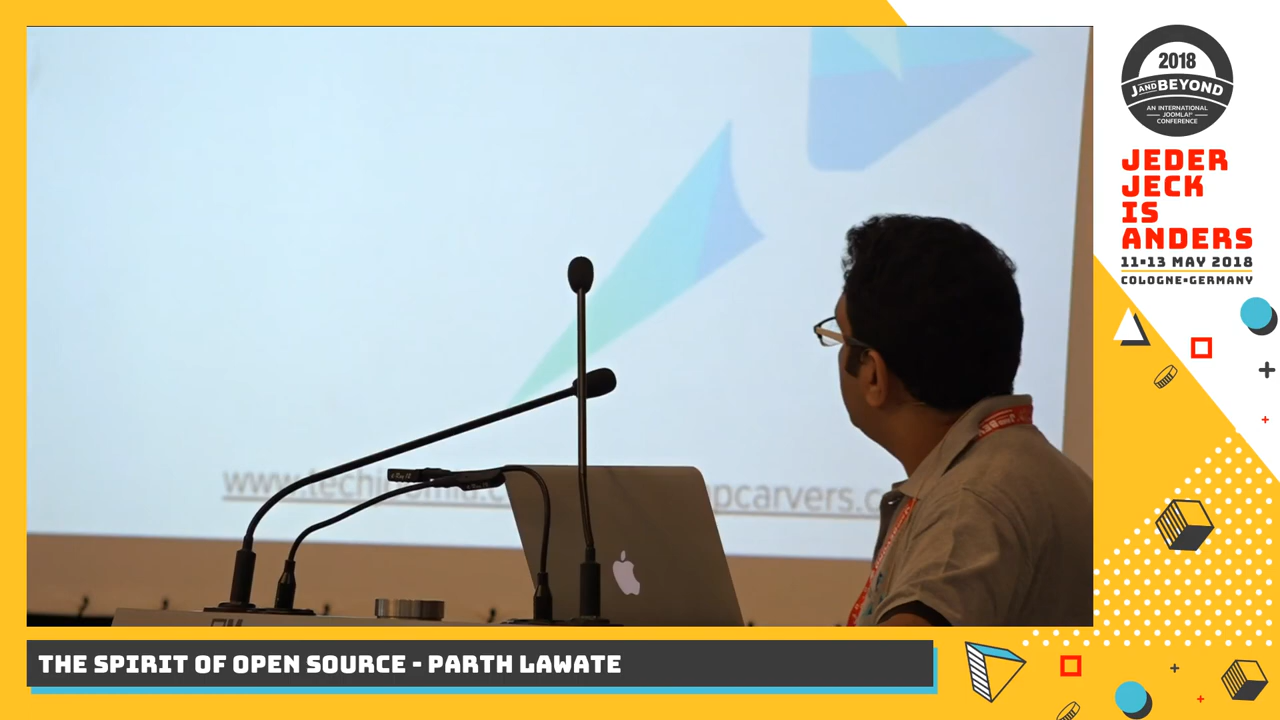 2018
J AND BEYOND
AN INTERNATIONAL
JOOMLA!®
CONFERENCE
JEDER
JECK
IS
ANDERS
11-13 MAY 2018
COLOGNE•GERMANY
THE SPIRIT OF OPEN SOURCE - PARTH LAWATE